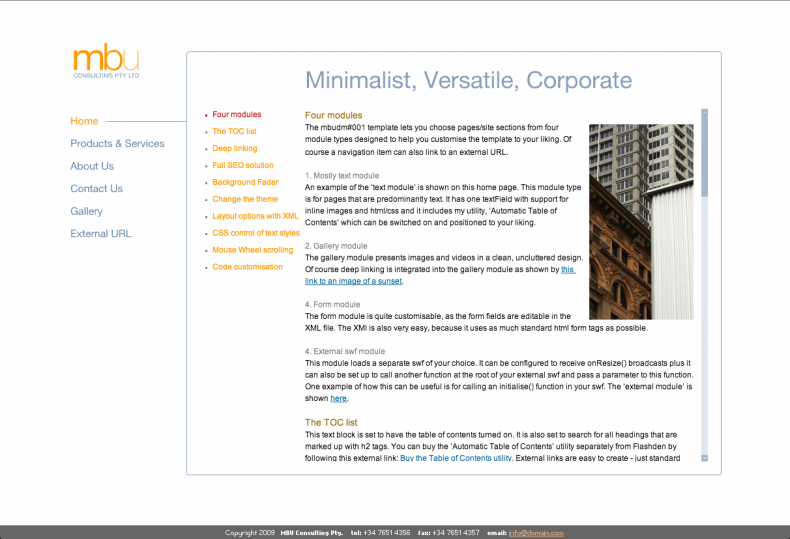 mbu
CONSULTING PTY LTD
Home
Products & Services
About Us
Contact Us
Gallery
External URL
Minimalist, Versatile, Corporate
Four modules
The TOC list
Deep linking
Full SEO solution
Background Fader
Change the theme
Layout options with XML
CSS control of text styles
Mouse Wheel scrolling
Code customisation
Four modules
The mbudm#001 template lets you choose pages/site sections from four
module types designed to help you customise the template to your liking. Of
course a navigation item can also link to an external URL.
1. Mostly text module
An example of the 'text module' is shown on this home page. This module type
is for pages that are predominantly text. It has one textField with support for
inline images and html/css and it includes my utility, 'Automatic Table of
Contents' which can be switched on and positioned to your liking.
2. Gallery module
The gallery module presents images and videos in a clean, uncluttered design.
Of course deep linking is integrated into the gallery module as shown by this
link to an image of a sunset.
4. Form module
The form module is quite customisable, as the form fields are editable in the
XML file. The XMl is also very easy, because it uses as much standard html form tags as possible.
4. External swf module
This module loads a separate swf of your choice. It can be configured to receive onResize() broadcasts plus it
can also be set up to call another function at the root of your external swf and pass a parameter to this function.
One example of how this can be useful is for calling an initialise() function in your swf. The 'external module' is
shown here.
The TOC list
This text block is set to have the table of contents turned on. It is also set to search for all headings that are
marked up with h2 tags. You can buy the 'Automatic Table of Contents' utility separately from Flashden by
following this external link: Buy the Table of Contents utility. External links are easy to create - just standard
Copyright 2009 MBU Consulting Pty. tel: +34 7651 4356 fax: +34 7651 4357 email: info@domain.com